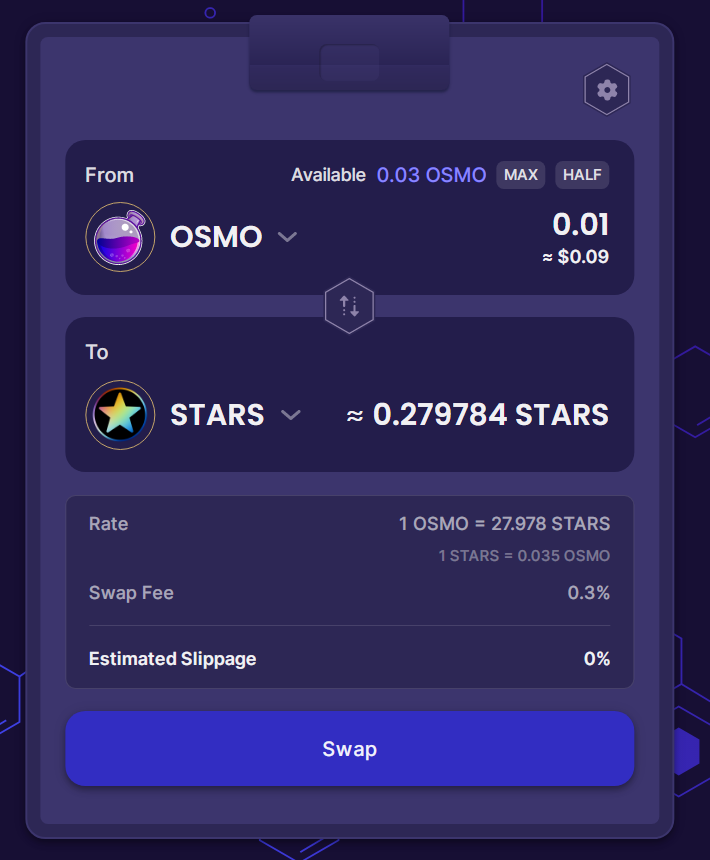 From Available 0.03 OSMO MAX HALF
OSMO 0.01
≈ $0.09
To
STARS ≈ 0.279784 STARS
Rate 1 OSMO = 27.978 STARS
1 STARS = 0.035 OSMO
Swap Fee 0.3%
Estimated Slippage 0%
Swap